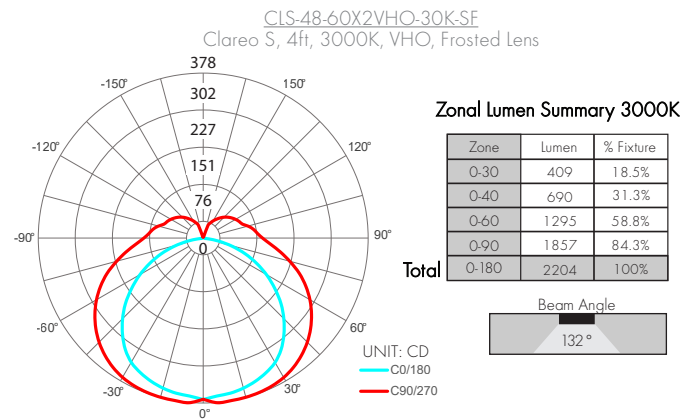 CLS-48-60X2VHO-30K-SF
Clareo S, 4ft, 3000K, VHO, Frosted Lens
378
-150° 302 150°
227
-120° 151 120°
76
-90° 0 90°
-60° 60°
-30° 30°
0°
UNIT: CD
C0/180
C90/270
Zonal Lumen Summary 3000K
Zone Lumen % Fixture
0-30 409 18.5%
0-40 690 31.3%
0-60 1295 58.8%
0-90 1857 84.3%
Total 0-180 2204 100%
Beam Angle
132°